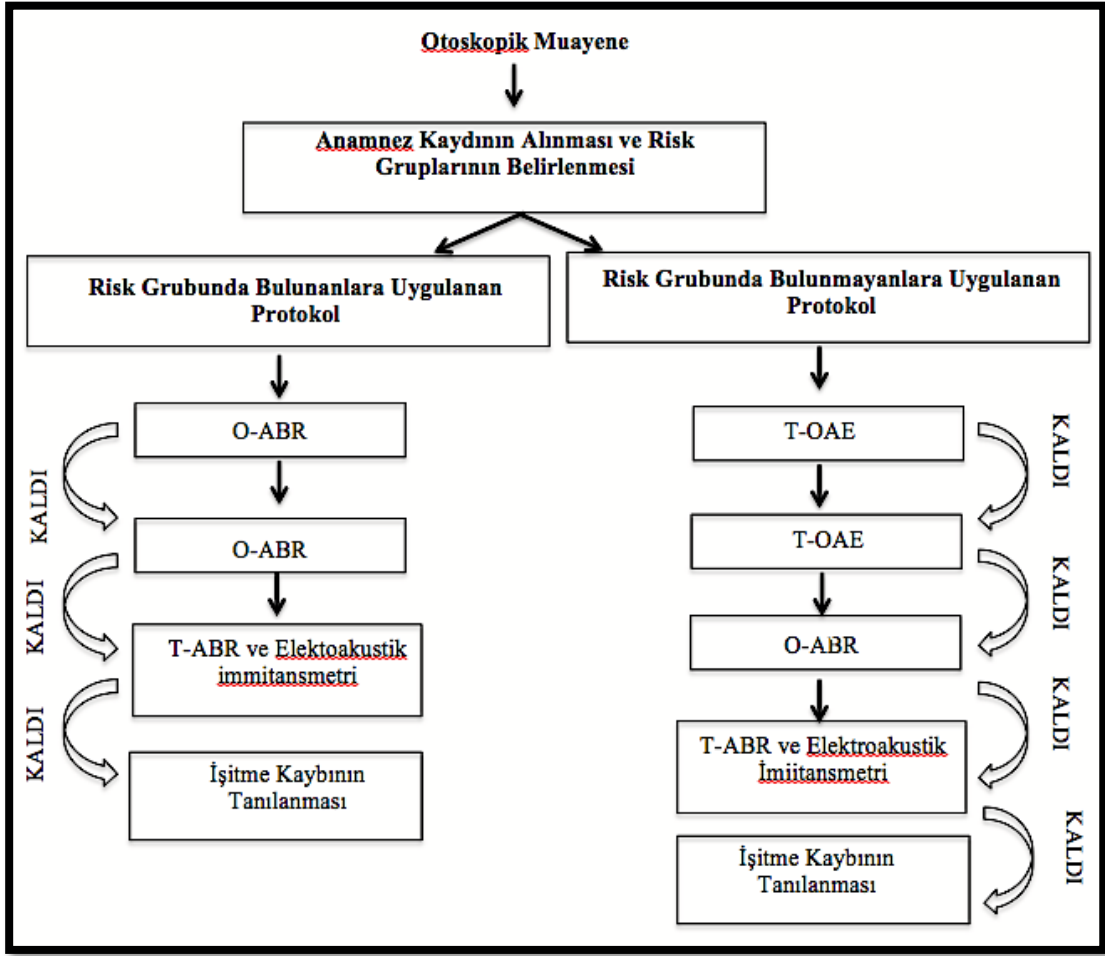 Otoskopik Muayene
Anamnez Kaydının Alınması ve Risk
Gruplarının Belirlenmesi
Risk Grubunda Bulunanlara Uygulanan
Protokol
O-ABR
KALDI
O-ABR
KALDI
T-ABR ve Elektoakustik
immitansmetri
KALDI
İşitme Kaybının
Tanılanması
Risk Grubunda Bulunmayanlara Uygulanan
Protokol
T-OAE
KALDI
T-OAE
KALDI
O-ABR
KALDI
T-ABR ve Elektroakustik
İmiitansmetri
KALDI
İşitme Kaybının
Tanılanması